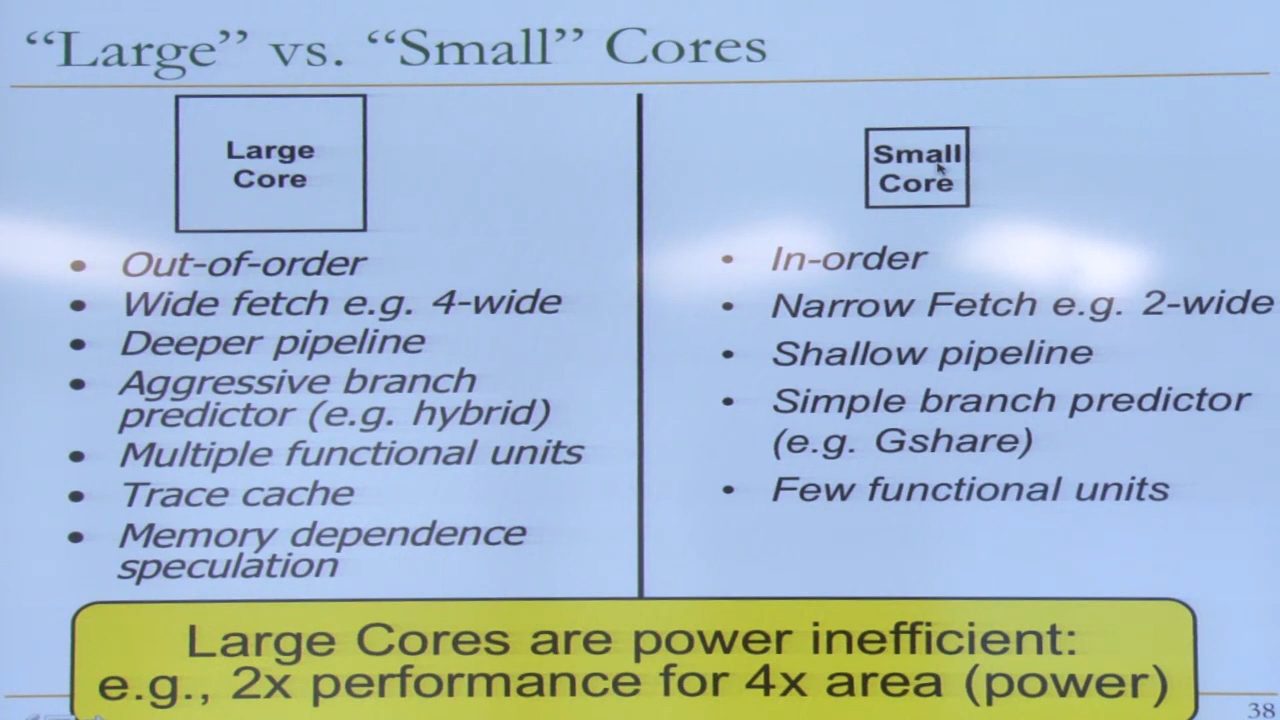 “Large” vs. “Small” Cores
Large
Core
• Out-of-order
• Wide fetch e.g. 4-wide
• Deeper pipeline
• Aggressive branch
predictor (e.g. hybrid)
• Multiple functional units
• Trace cache
• Memory dependence
speculation
Small
Core
• In-order
• Narrow Fetch e.g. 2-wide
• Shallow pipeline
• Simple branch predictor
(e.g. Gshare)
• Few functional units
Large Cores are power inefficient:
e.g., 2x performance for 4x area (power)
38